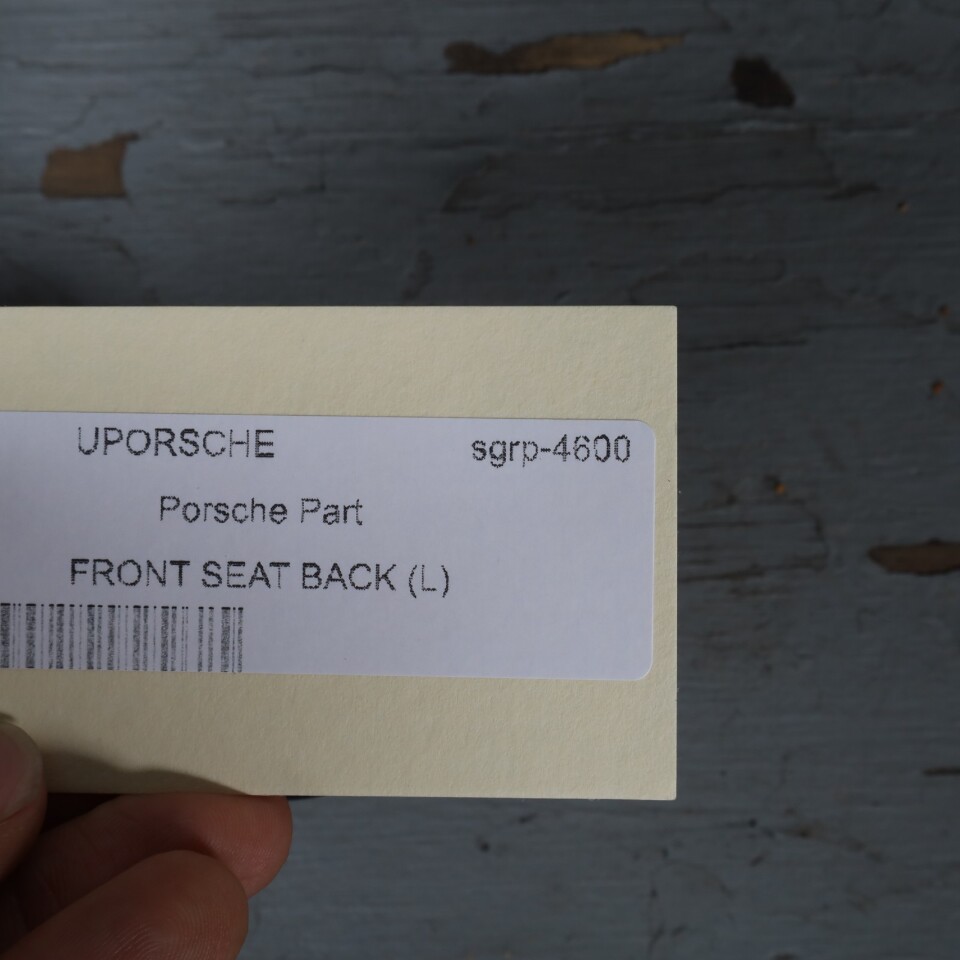 UPORSCHE sgrp-4600
Porsche Part
FRONT SEAT BACK (L)